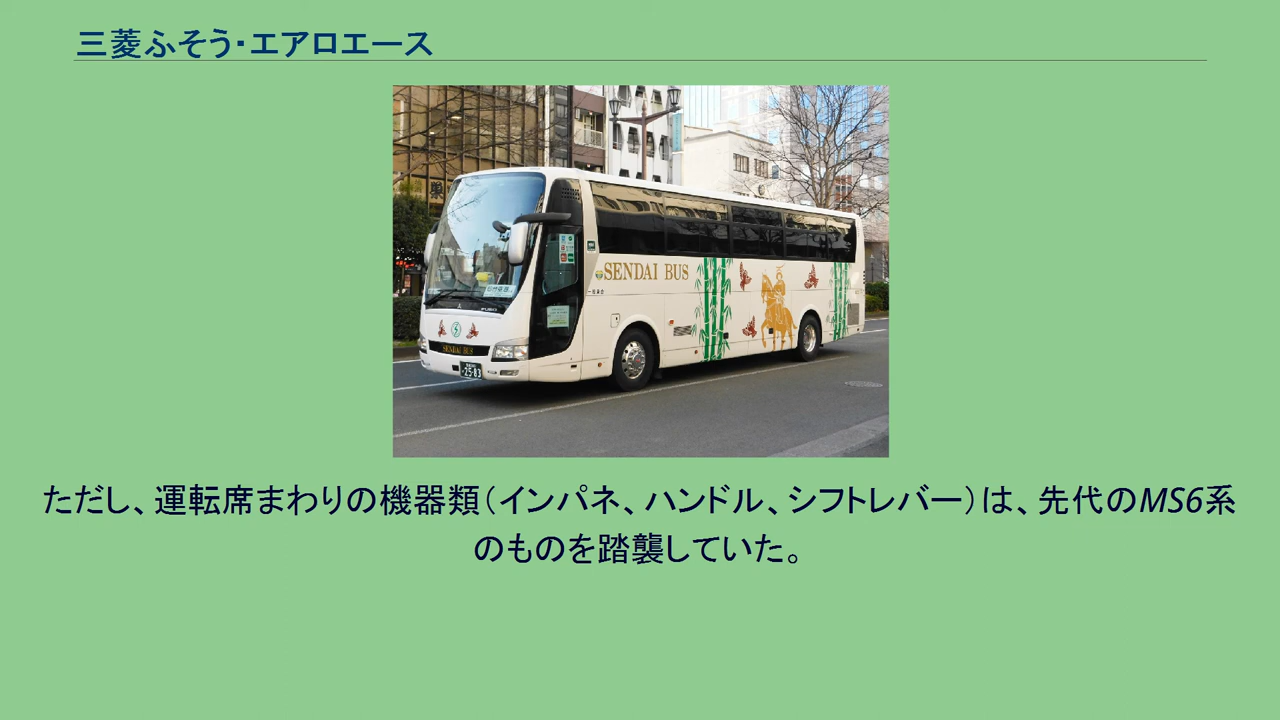 三菱ふそう・エアロエース
SENDAI BUS
SENDAI BUS
2583
ただし、運転席まわりの機器類（インパネ、ハンドル、シフトレバー）は、先代のMS6系
のものを踏襲していた。